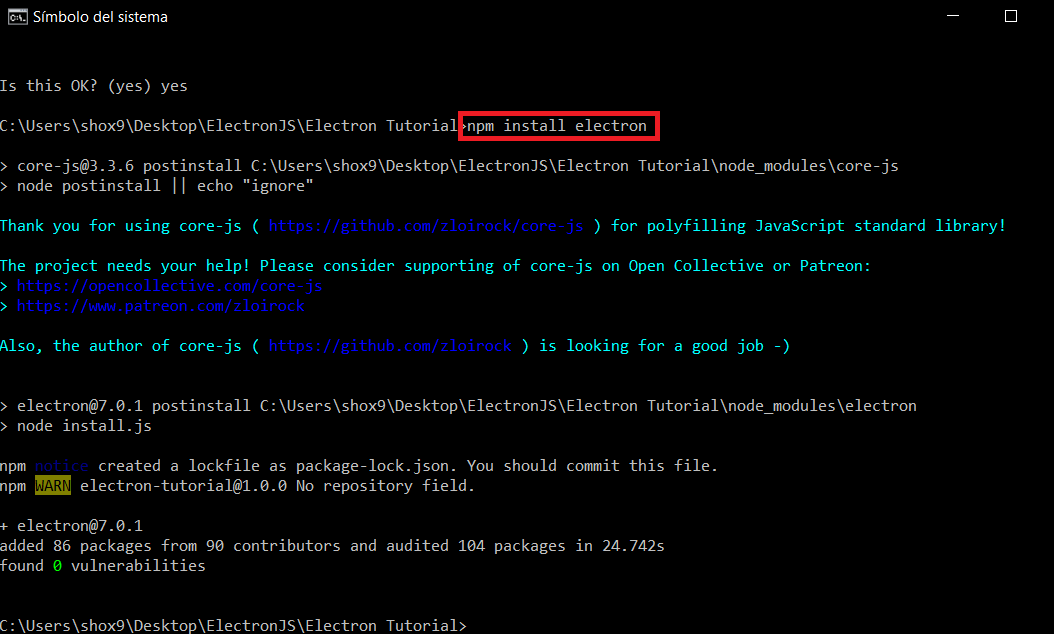 Símbolo del sistema
Is this OK? (yes) yes
C:\Users\shox9\Desktop\ElectronJS\Electron Tutorial>npm install electron
> core-js@3.3.6 postinstall C:\Users\shox9\Desktop\ElectronJS\Electron Tutorial\node_modules\core-js
> node postinstall || echo "ignore"
Thank you for using core-js ( https://github.com/zloirock/core-js ) for polyfilling JavaScript standard library!
The project needs your help! Please consider supporting of core-js on Open Collective or Patreon:
> https://opencollective.com/core-js
> https://www.patreon.com/zloirock
Also, the author of core-js ( https://github.com/zloirock ) is looking for a good job -)
> electron@7.0.1 postinstall C:\Users\shox9\Desktop\ElectronJS\Electron Tutorial\node_modules\electron
> node install.js
npm notice created a lockfile as package-lock.json. You should commit this file.
npm WARN electron-tutorial@1.0.0 No repository field.
+ electron@7.0.1
added 86 packages from 90 contributors and audited 104 packages in 24.742s
found 0 vulnerabilities
C:\Users\shox9\Desktop\ElectronJS\Electron Tutorial>